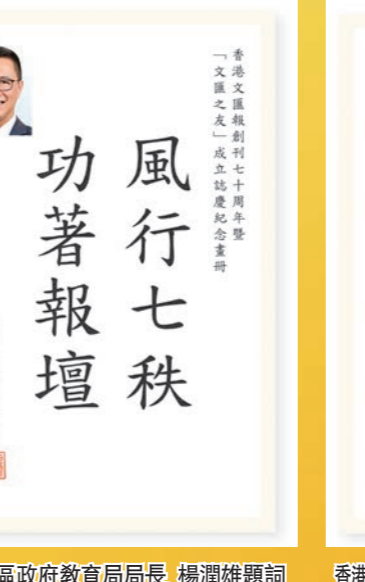 香港文匯報創刊七十周年暨
「文匯之友」成立誌慶紀念畫冊
風行七秩
功著報壇
區政府教育局局長 楊潤雄題詞
香港